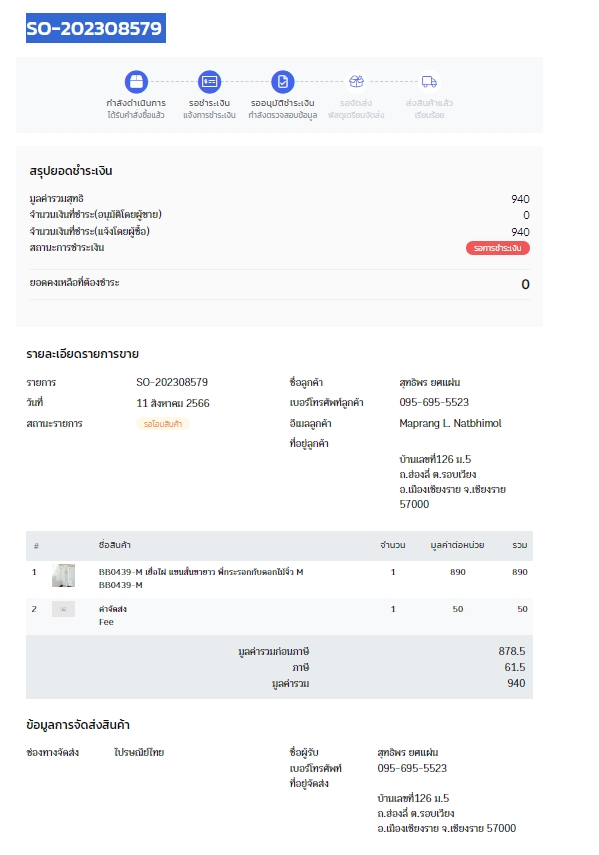 SO-202308579
กำลังดำเนินการ รอชำระเงิน รออนุมัติชำระเงิน รอจัดส่ง ส่งสินค้าแล้ว
ได้รับคำสั่งซื้อแล้ว แจ้งการชำระเงิน กำลังตรวจสอบข้อมูล พัสดุเตรียมจัดส่ง เรียบร้อย
สรุปยอดชำระเงิน
มูลค่ารวมสุทธิ 940
จำนวนเงินที่ชำระ(อนุมัติโดยผู้ขาย) 0
จำนวนเงินที่ชำระ(แจ้งโดยผู้ซื้อ) 940
สถานะการชำระเงิน รอการชำระเงิน
ยอดคงเหลือที่ต้องชำระ 0
รายละเอียดรายการขาย
รายการ SO-202308579 ชื่อลูกค้า สุทธิพร ยศแผ่น
วันที่ 11 สิงหาคม 2566 เบอร์โทรศัพท์ลูกค้า 095-695-5523
สถานะรายการ รอโอนสินค้า อีเมลลูกค้า Maprang L. Natbhimol
ที่อยู่ลูกค้า
บ้านเลขที่126 ม.5
ถ.ฮ่องลี่ ต.รอบเวียง
อ.เมืองเชียงราย จ.เชียงราย
57000
# ชื่อสินค้า จำนวน มูลค่าต่อหน่วย รวม
1 BB0439-M เยื่อไผ่ แขนสั้นขายาว พี่กระรอกกับดอกไม้จิ๋ว M 1 890 890
BB0439-M
2 ค่าจัดส่ง 1 50 50
Fee
มูลค่ารวมก่อนภาษี 878.5
ภาษี 61.5
มูลค่ารวม 940
ข้อมูลการจัดส่งสินค้า
ช่องทางจัดส่ง ไปรษณีย์ไทย ชื่อผู้รับ สุทธิพร ยศแผ่น
เบอร์โทรศัพท์ 095-695-5523
ที่อยู่จัดส่ง
บ้านเลขที่126 ม.5
ถ.ฮ่องลี่ ต.รอบเวียง
อ.เมืองเชียงราย จ.เชียงราย 57000